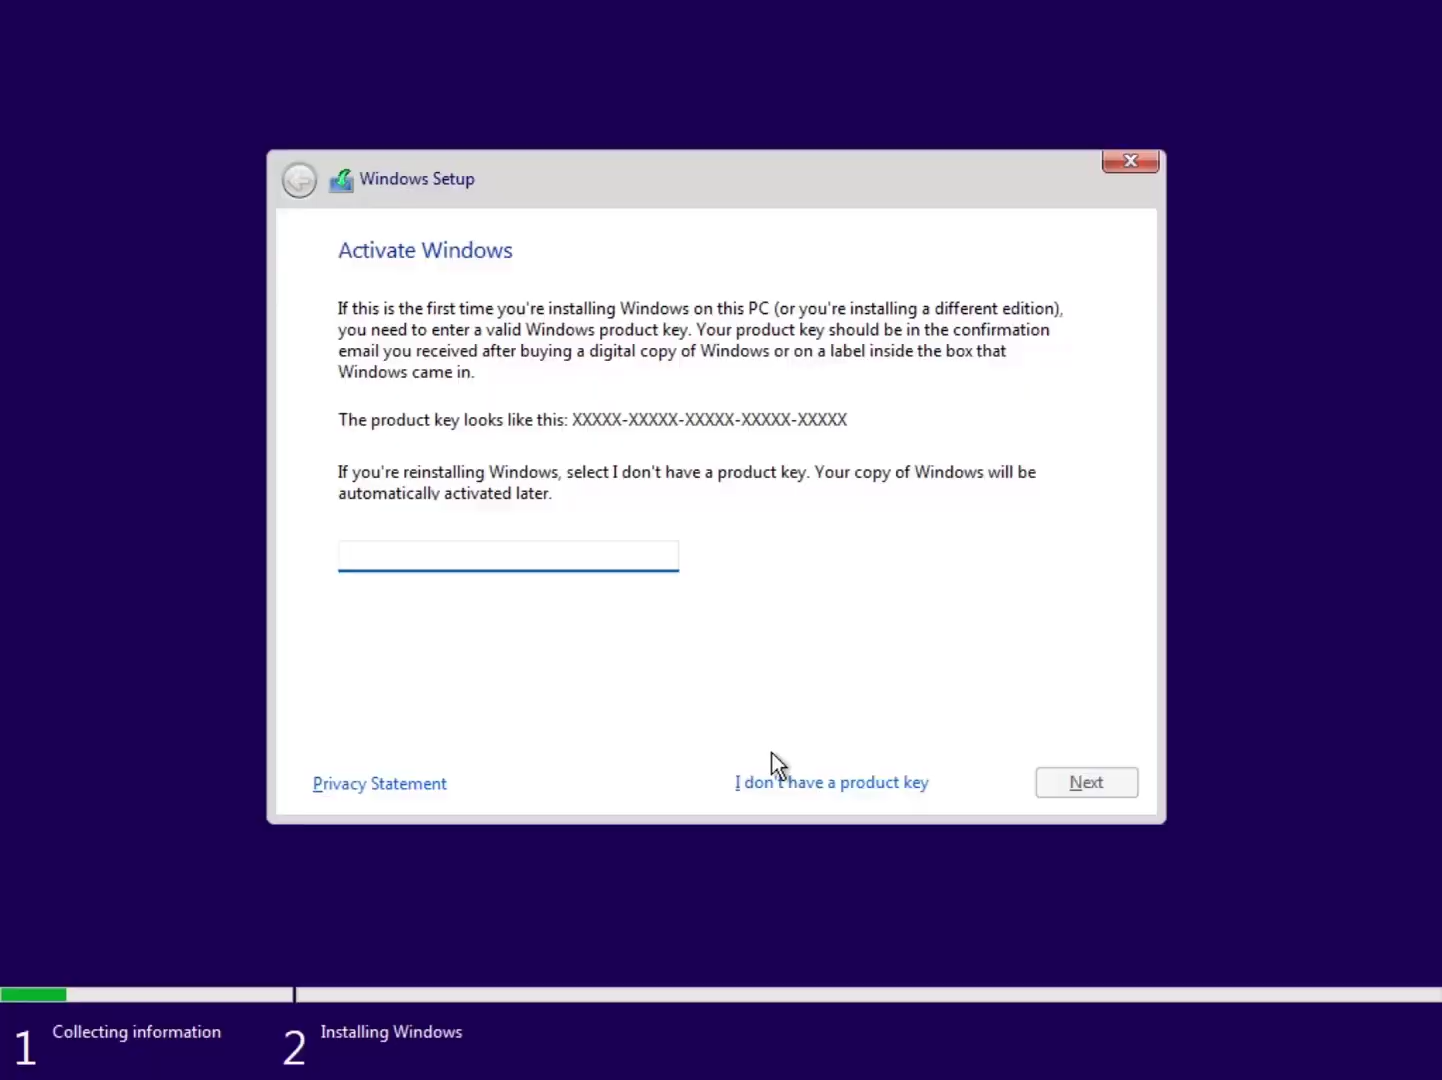 Windows Setup
Activate Windows
If this is the first time you're installing Windows on this PC (or you're installing a different edition),
you need to enter a valid Windows product key. Your product key should be in the confirmation
email you received after buying a digital copy of Windows or on a label inside the box that
Windows came in.
The product key looks like this: XXXXX-XXXXX-XXXXX-XXXXX-XXXXX
If you're reinstalling Windows, select I don't have a product key. Your copy of Windows will be
automatically activated later.
Privacy Statement
I don't have a product key
Next
1 Collecting information
2 Installing Windows